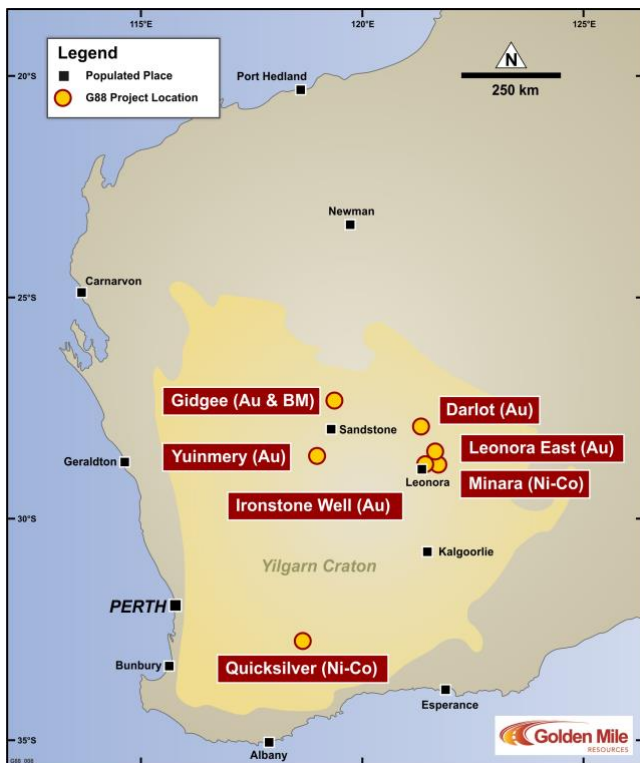 115°E
120°E
125°E
Legend
Populated Place
G88 Project Location
N
250 km
20°S
Port Hedland
Newman
Carnarvon
25°S
Gidgee (Au & BM)
Darlot (Au)
Sandstone
Leonora East (Au)
Yuinmery (Au)
Geraldton
Leonora
Minara (Ni-Co)
Ironstone Well (Au)
30°S
Kalgoorlie
Yilgarn Craton
PERTH
Bunbury
Quicksilver (Ni-Co)
Esperance
Golden Mile
RESOURCES
35°S
Albany
G88_008